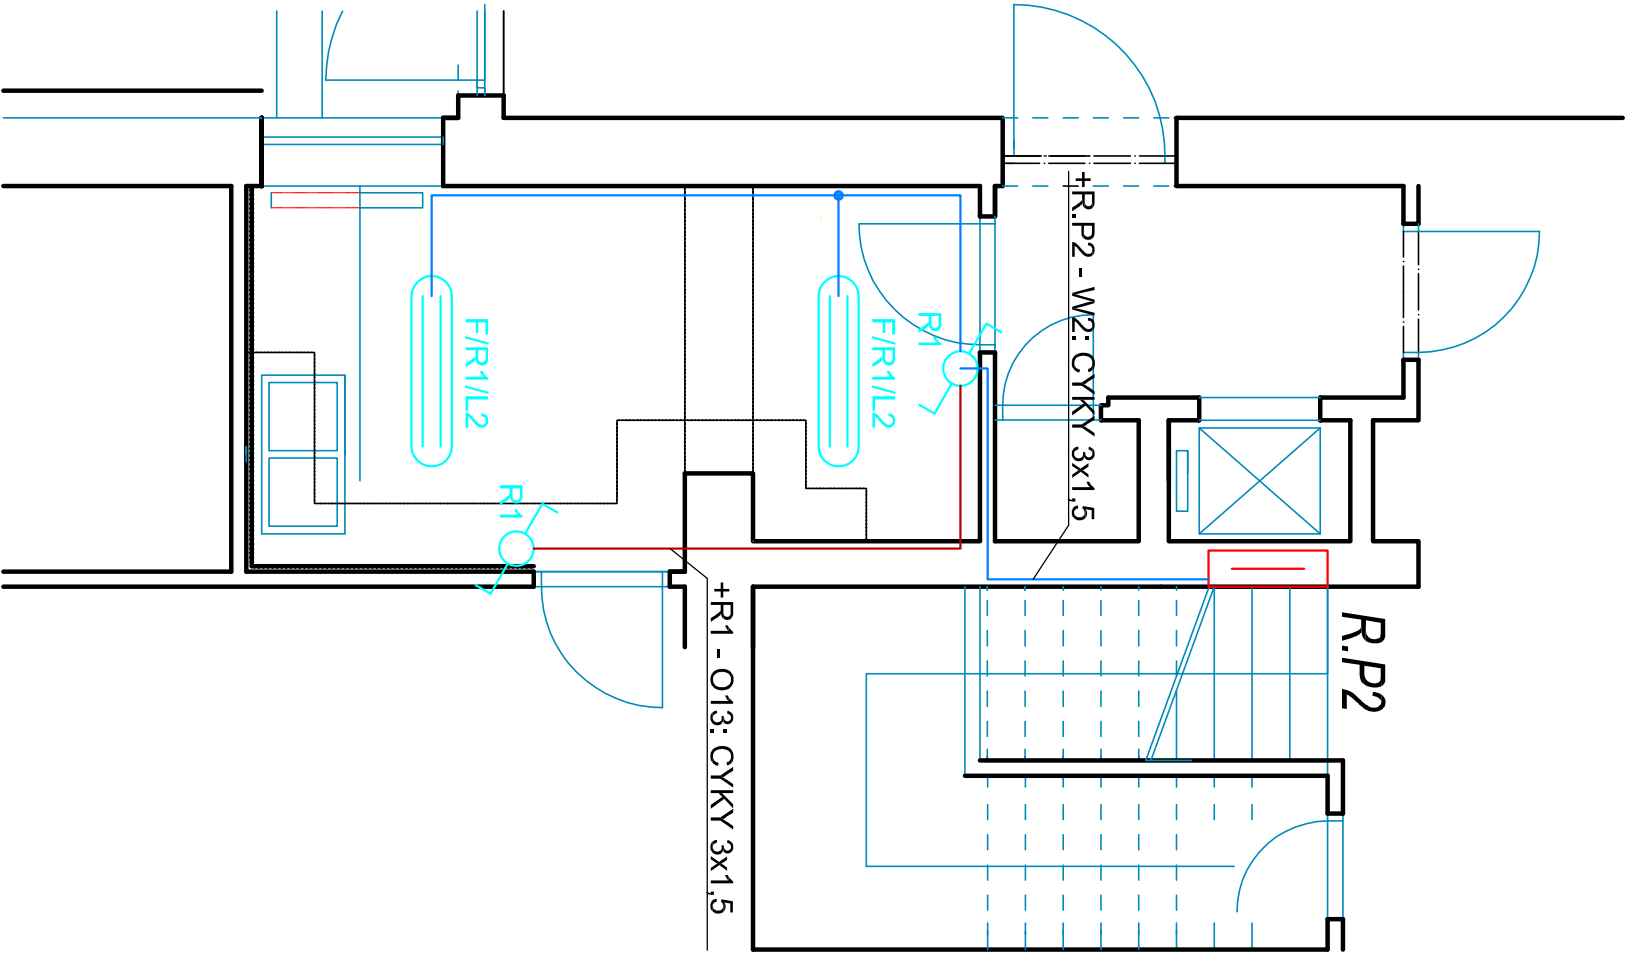 +R.P2 - W2: CYKY 3x1,5
R1
F/R1/L2
F/R1/L2
R1
R.P2
+R1 - O13: CYKY 3x1,5